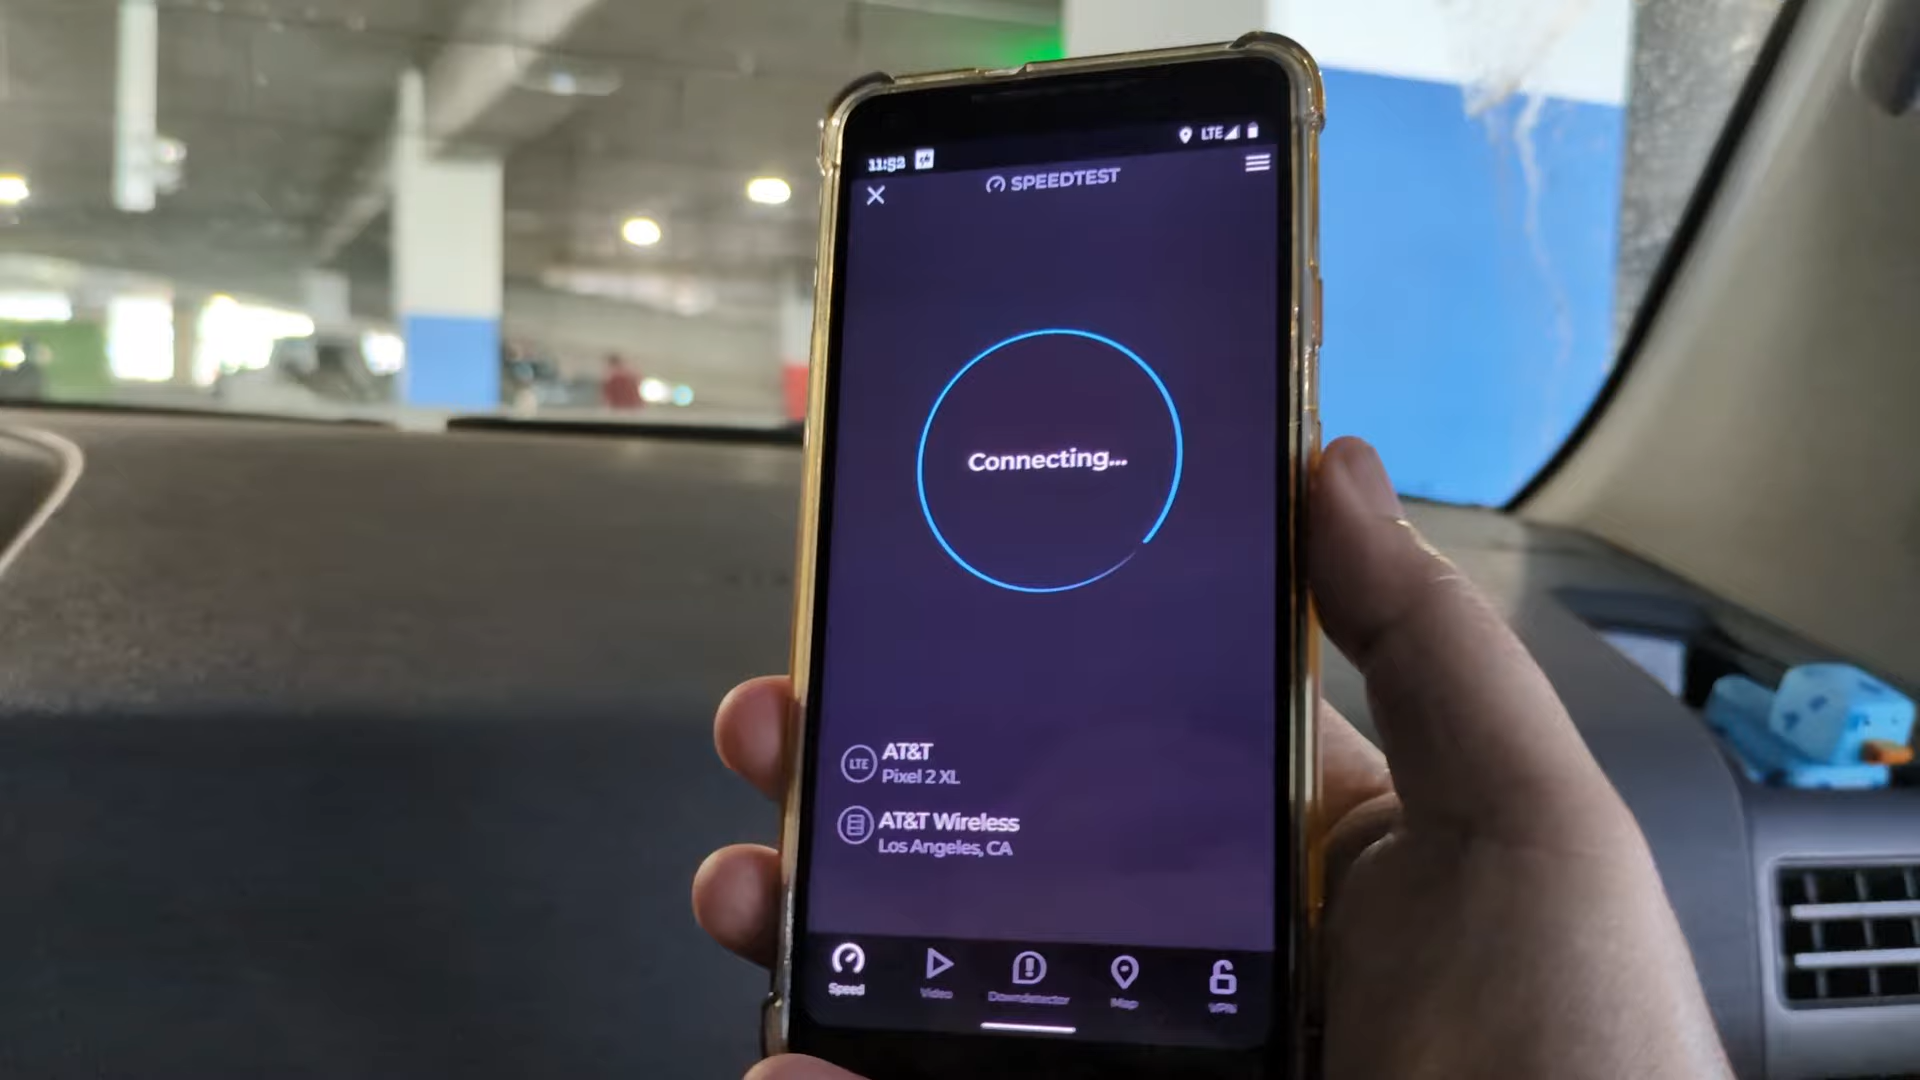 11:52
LTE
SPEEDTEST
Connecting...
LTE
AT&T
Pixel 2 XL
AT&T Wireless
Los Angeles, CA
Speed
Video
Downdetector
Map
VPN